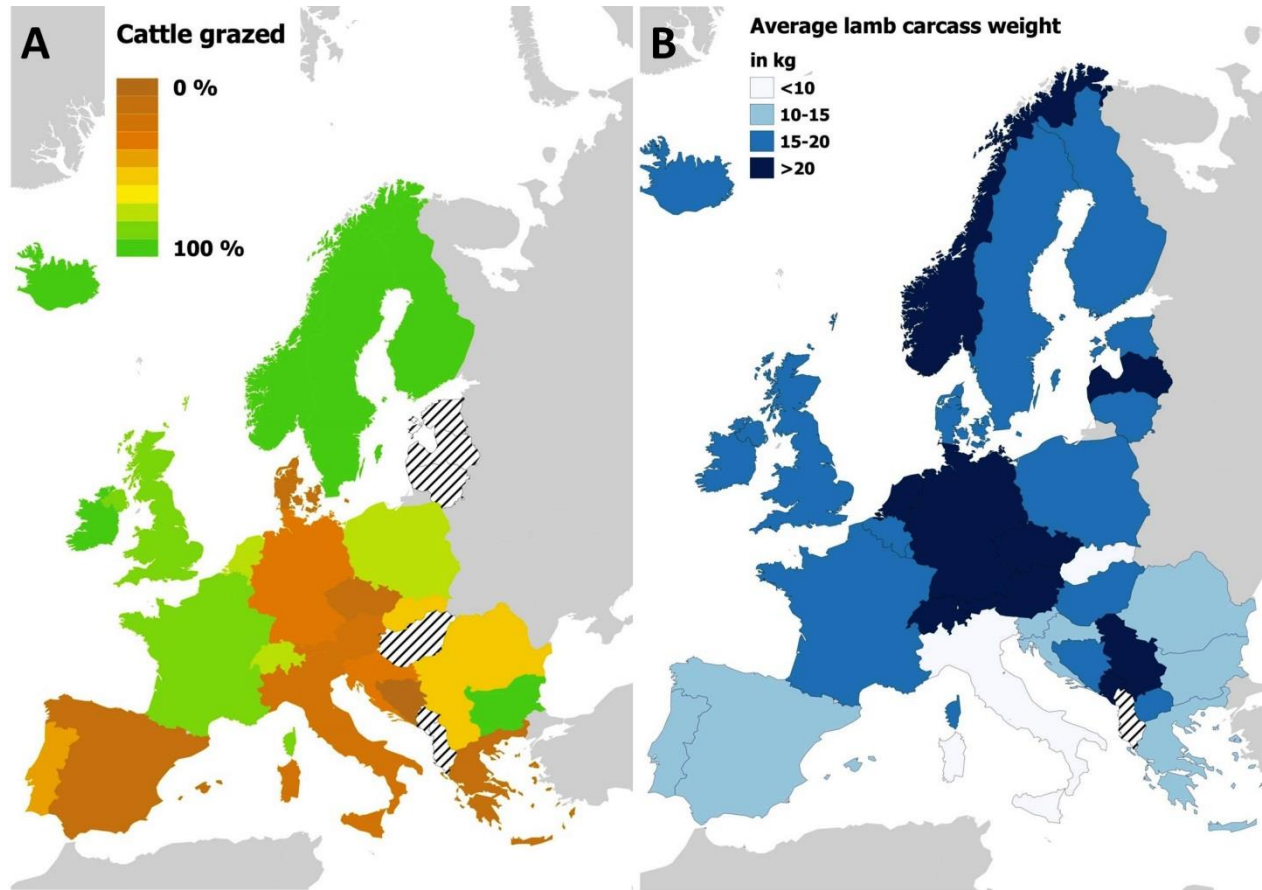 A
Cattle grazed
0 %
100 %
B
Average lamb carcass weight
in kg
<10
10-15
15-20
>20